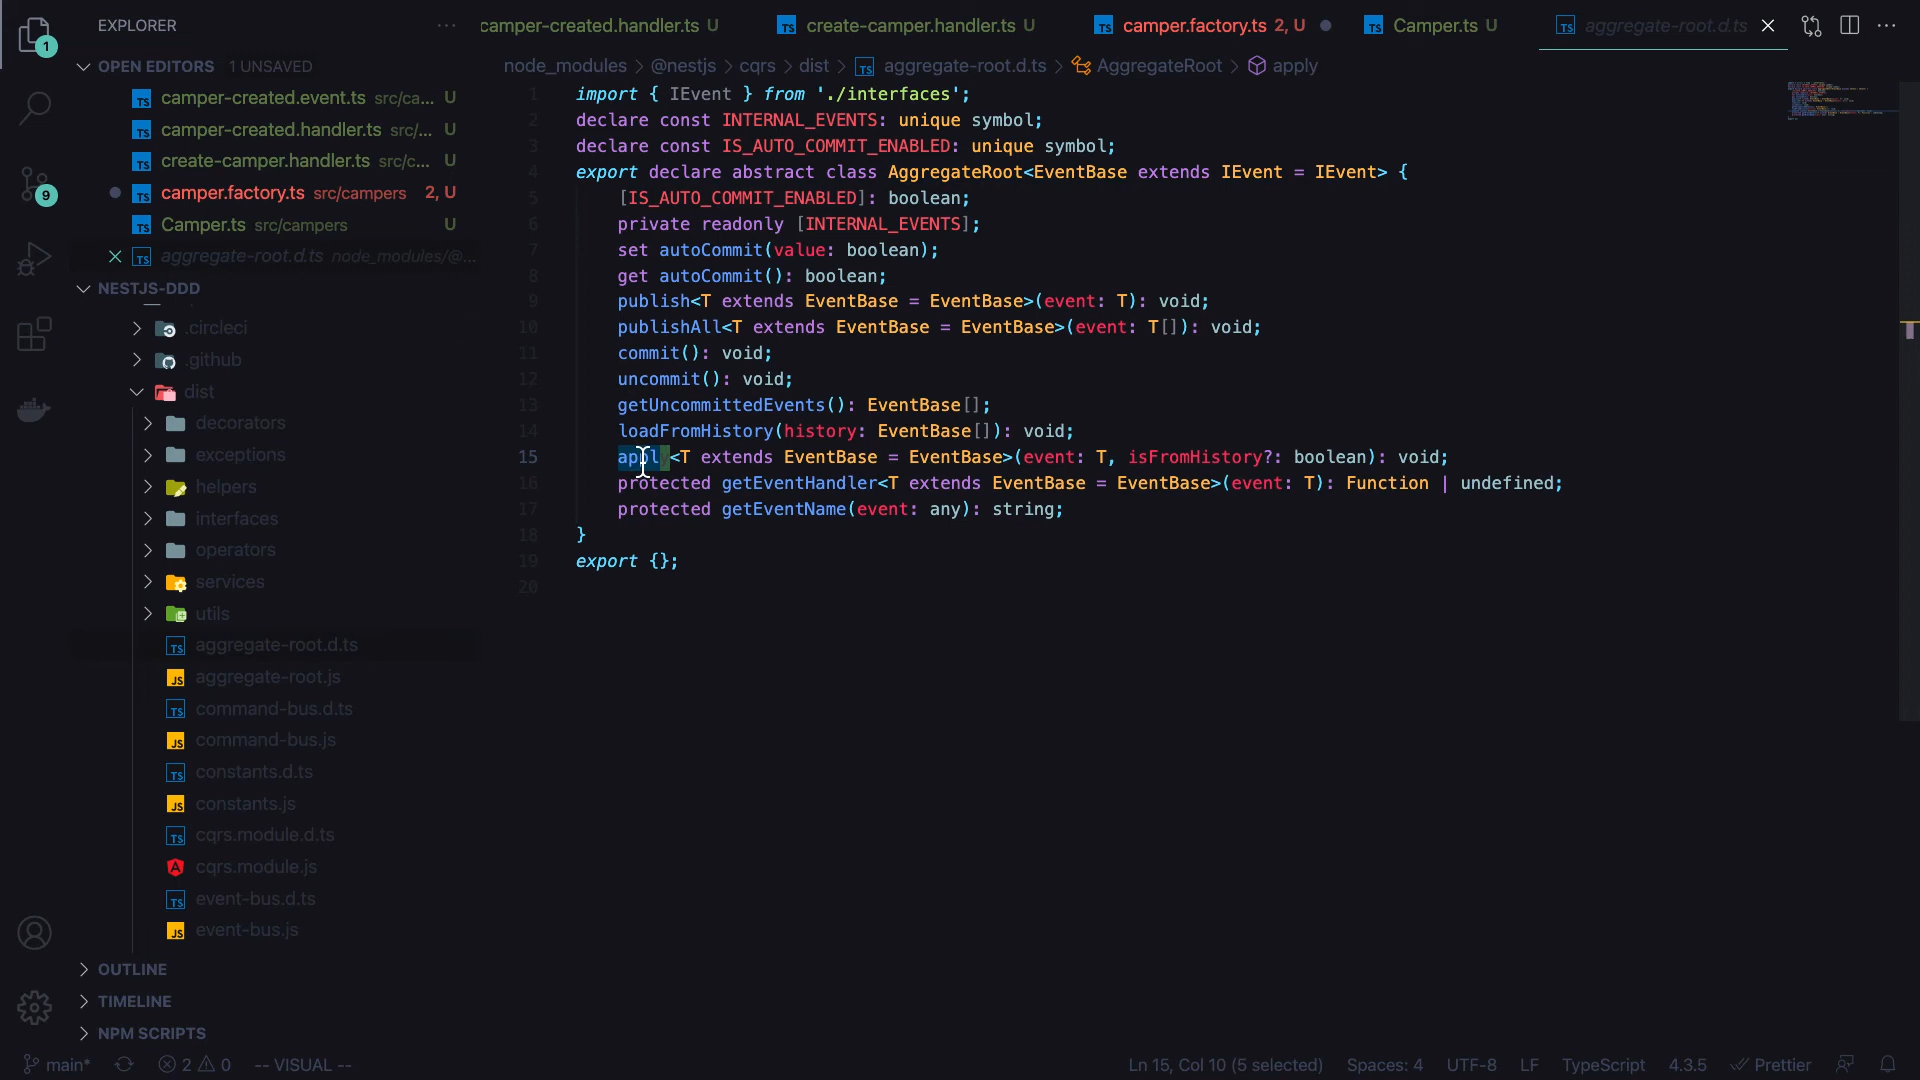 EXPLORER
camper-created.handler.ts U
create-camper.handler.ts U
camper.factory.ts 2, U
Camper.ts U
aggregate-root.d.ts
OPEN EDITORS 1 UNSAVED
camper-created.event.ts src/ca... U
camper-created.handler.ts src/... U
create-camper.handler.ts src/c... U
camper.factory.ts src/campers 2, U
Camper.ts src/campers U
aggregate-root.d.ts node_modules/@...
NESTJS-DDD
.circleci
.github
dist
decorators
exceptions
helpers
interfaces
operators
services
utils
aggregate-root.d.ts
aggregate-root.js
command-bus.d.ts
command-bus.js
constants.d.ts
constants.js
cqrs.module.d.ts
cqrs.module.js
event-bus.d.ts
event-bus.js
OUTLINE
TIMELINE
NPM SCRIPTS
node_modules > @nestjs > cqrs > dist > aggregate-root.d.ts > AggregateRoot > apply
1 import { IEvent } from './interfaces';
2 declare const INTERNAL_EVENTS: unique symbol;
3 declare const IS_AUTO_COMMIT_ENABLED: unique symbol;
4 export declare abstract class AggregateRoot<EventBase extends IEvent = IEvent> {
5 [IS_AUTO_COMMIT_ENABLED]: boolean;
6 private readonly [INTERNAL_EVENTS];
7 set autoCommit(value: boolean);
8 get autoCommit(): boolean;
9 publish<T extends EventBase = EventBase>(event: T): void;
10 publishAll<T extends EventBase = EventBase>(event: T[]): void;
11 commit(): void;
12 uncommit(): void;
13 getUncommittedEvents(): EventBase[];
14 loadFromHistory(history: EventBase[]): void;
15 apply<T extends EventBase = EventBase>(event: T, isFromHistory?: boolean): void;
16 protected getEventHandler<T extends EventBase = EventBase>(event: T): Function | undefined;
17 protected getEventName(event: any): string;
18 }
19 export {};
20
1
9
main* 2 0 -- VISUAL -- Ln 15, Col 10 (5 selected) Spaces: 4 UTF-8 LF TypeScript 4.3.5 Prettier